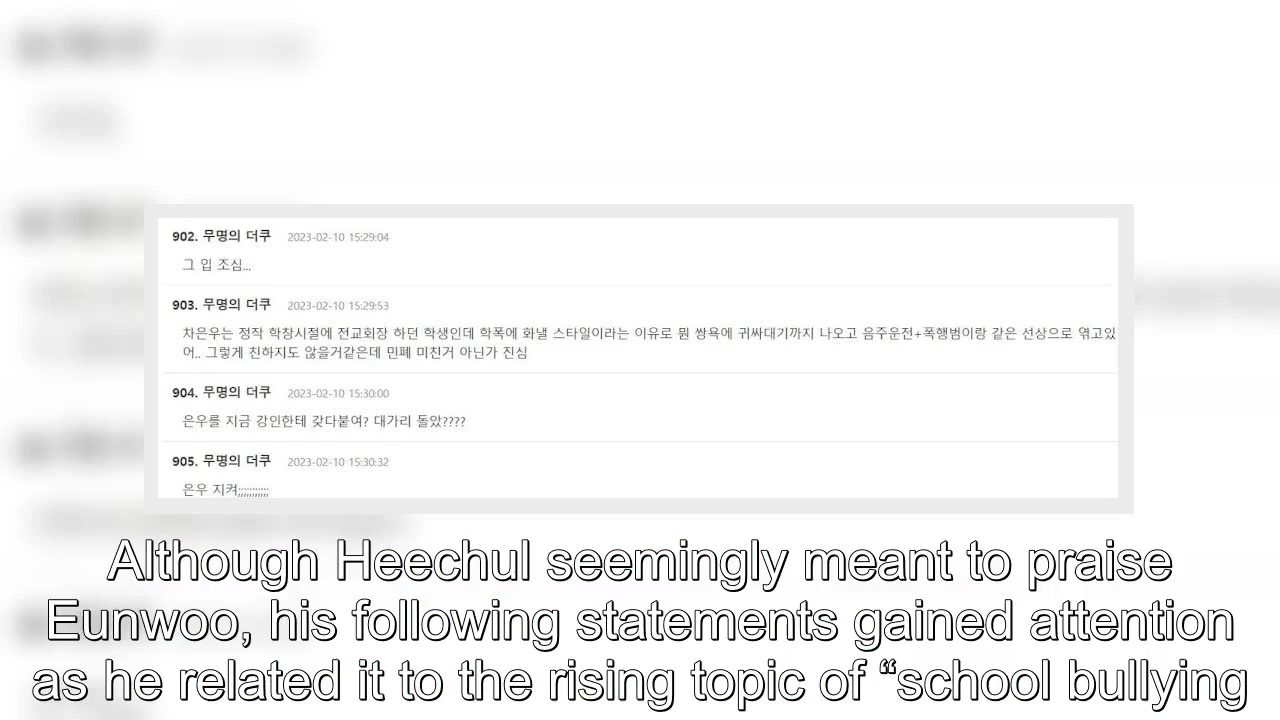 902. 무명의 더쿠 2023-02-10 15:29:04
그 입 조심...
903. 무명의 더쿠 2023-02-10 15:29:53
차은우는 정작 학창시절에 전교회장 하던 학생인데 학폭에 화낼 스타일이라는 이유로 뭔 쌍욕에 귀싸대기까지 나오고 음주운전+폭행범이랑 같은 선상으로 엮고있
어.. 그렇게 친하지도 않을거같은데 민폐 미친거 아닌가 진심
904. 무명의 더쿠 2023-02-10 15:30:00
은우를 지금 강인한테 갖다붙여? 대가리 돌았????
905. 무명의 더쿠 2023-02-10 15:30:32
은우 지켜;;;;;;;;;;;
Although Heechul seemingly meant to praise
Eunwoo, his following statements gained attention
as he related it to the rising topic of “school bullying